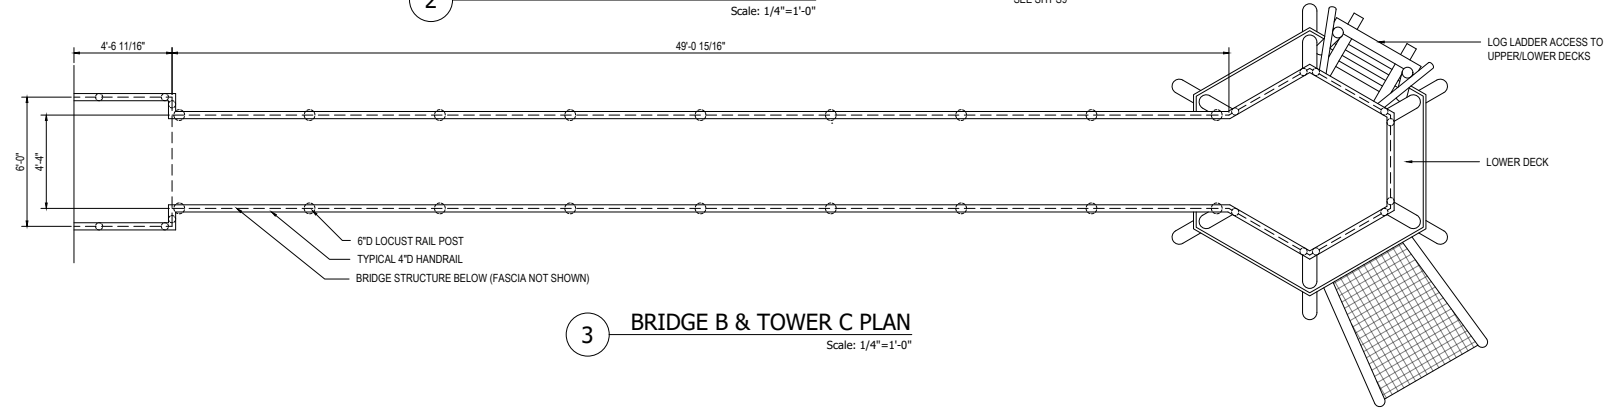 2
Scale: 1/4"=1'-0"
4'-6 11/16"
49'-0 15/16"
LOG LADDER ACCESS TO
UPPER/LOWER DECKS
6'-0"
4'-4"
LOWER DECK
6"D LOCUST RAIL POST
TYPICAL 4"D HANDRAIL
BRIDGE STRUCTURE BELOW (FASCIA NOT SHOWN)
3
BRIDGE B & TOWER C PLAN
Scale: 1/4"=1'-0"